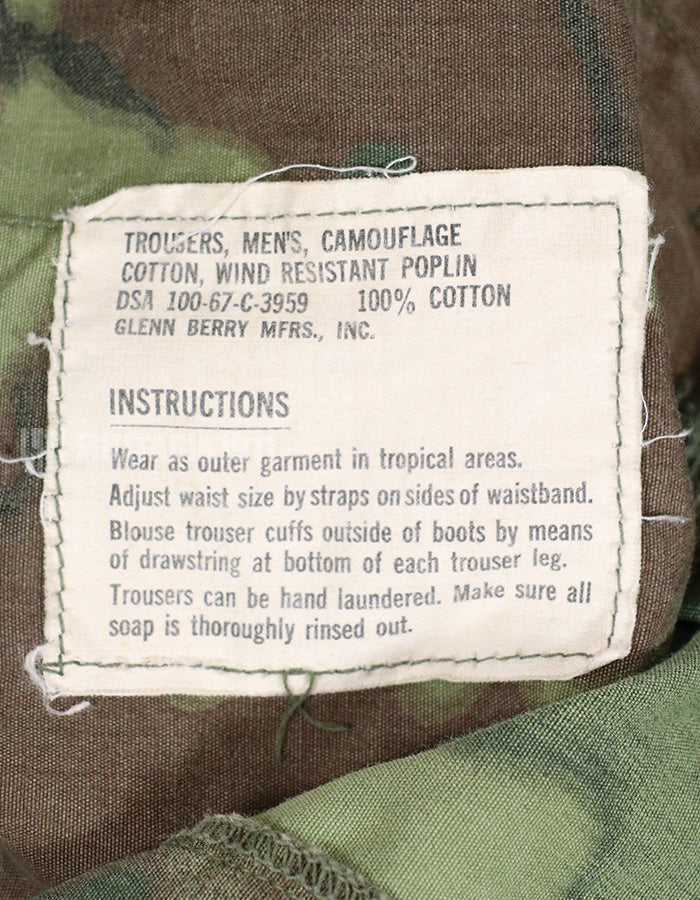 TROUSERS, MEN'S, CAMOUFLAGE
COTTON, WIND RESISTANT POPLIN
DSA 100-67-C-3959 100% COTTON
GLENN BERRY MFRS., INC.
INSTRUCTIONS
Wear as outer garment in tropical areas.
Adjust waist size by straps on sides of waistband.
Blouse trouser cuffs outside of boots by means
of drawstring at bottom of each trouser leg.
Trousers can be hand laundered. Make sure all
soap is thoroughly rinsed out.